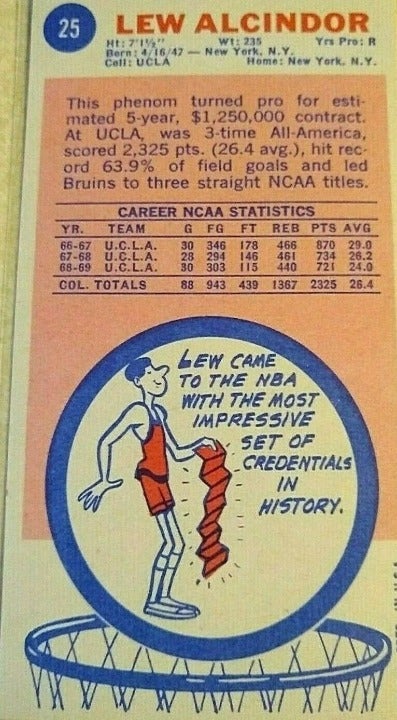 25
LEW ALCINDOR
Ht: 7'1½" Wt: 235 Yrs Pro: R
Born: 4/16/47 — New York, N.Y.
Coll: UCLA Home: New York, N.Y.
This phenom turned pro for esti-
mated 5-year, $1,250,000 contract.
At UCLA, was 3-time All-America,
scored 2,325 pts. (26.4 avg.), hit rec-
ord 63.9% of field goals and led
Bruins to three straight NCAA titles.
CAREER NCAA STATISTICS
YR. TEAM G FG FT REB PTS AVG
66-67 U.C.L.A. 30 346 178 466 870 29.0
67-68 U.C.L.A. 28 294 146 461 734 26.2
68-69 U.C.L.A. 30 303 115 440 721 24.0
COL. TOTALS 88 943 439 1367 2325 26.4
LEW CAME
TO THE NBA
WITH THE MOST
IMPRESSIVE
SET OF
CREDENTIALS
IN
HISTORY.